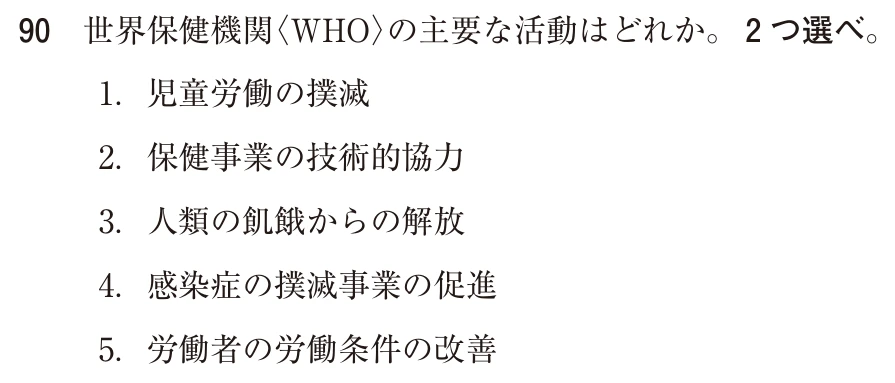 90 世界保健機関〈WHO〉の主要な活動はどれか。2つ選べ。
1. 児童労働の撲滅
2. 保健事業の技術的協力
3. 人類の飢餓からの解放
4. 感染症の撲滅事業の促進
5. 労働者の労働条件の改善